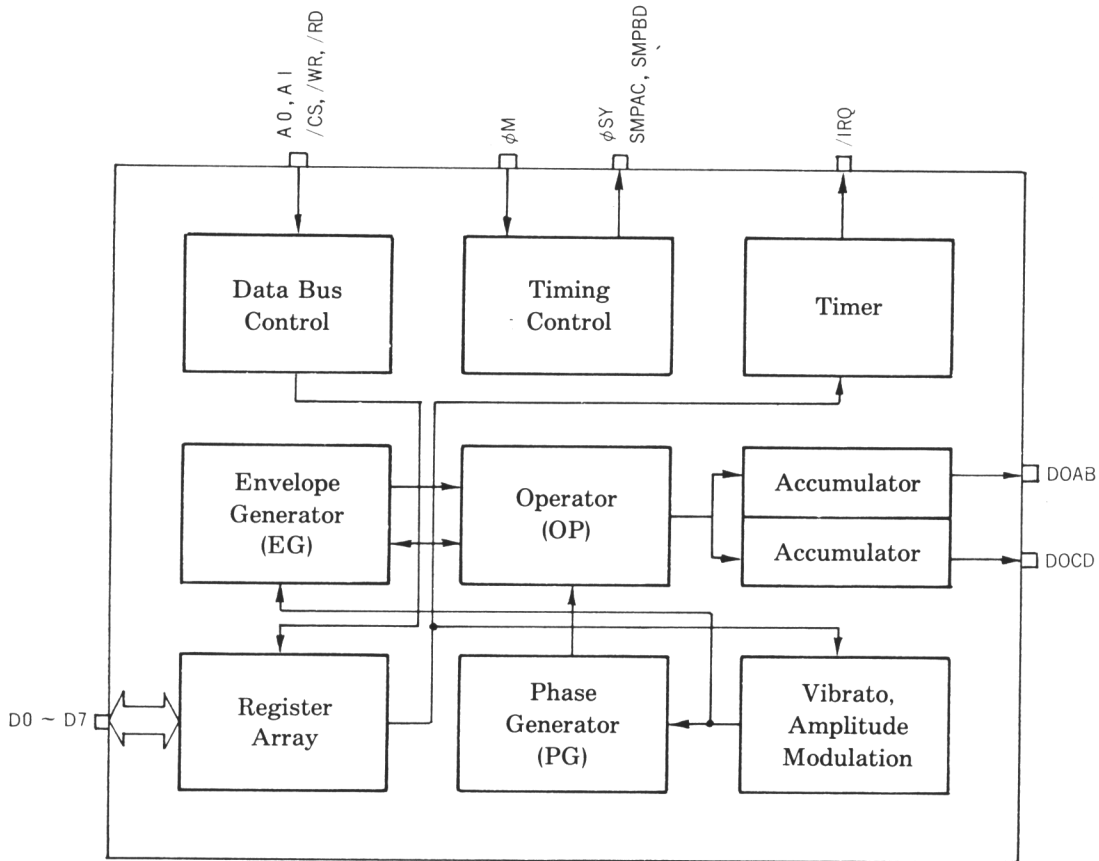 A0, A1
/CS, /WR, /RD
φM
φSY
SMPAC, SMPBD
/IRQ
Data Bus
Control
Timing
Control
Timer
Envelope
Generator
(EG)
Operator
(OP)
Accumulator
DOAB
Accumulator
DOCD
D0 ~ D7
Register
Array
Phase
Generator
(PG)
Vibrato,
Amplitude
Modulation